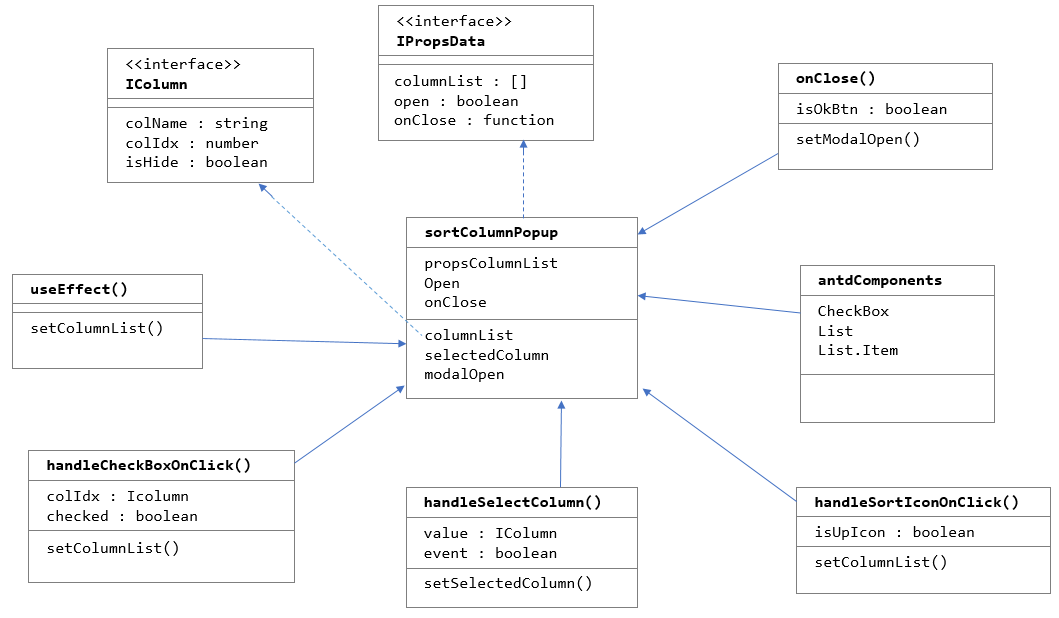 <<interface>>
IPropsData
columnList : []
open : boolean
onClose : function
<<interface>>
IColumn
colName : string
colIdx : number
isHide : boolean
onClose()
isOkBtn : boolean
setModalOpen()
sortColumnPopup
propsColumnList
Open
onClose
columnList
selectedColumn
modalOpen
useEffect()
setColumnList()
antdComponents
CheckBox
List
List.Item
handleCheckBoxOnClick()
colIdx : Icolumn
checked : boolean
setColumnList()
handleSelectColumn()
value : IColumn
event : boolean
setSelectedColumn()
handleSortIconOnClick()
isUpIcon : boolean
setColumnList()